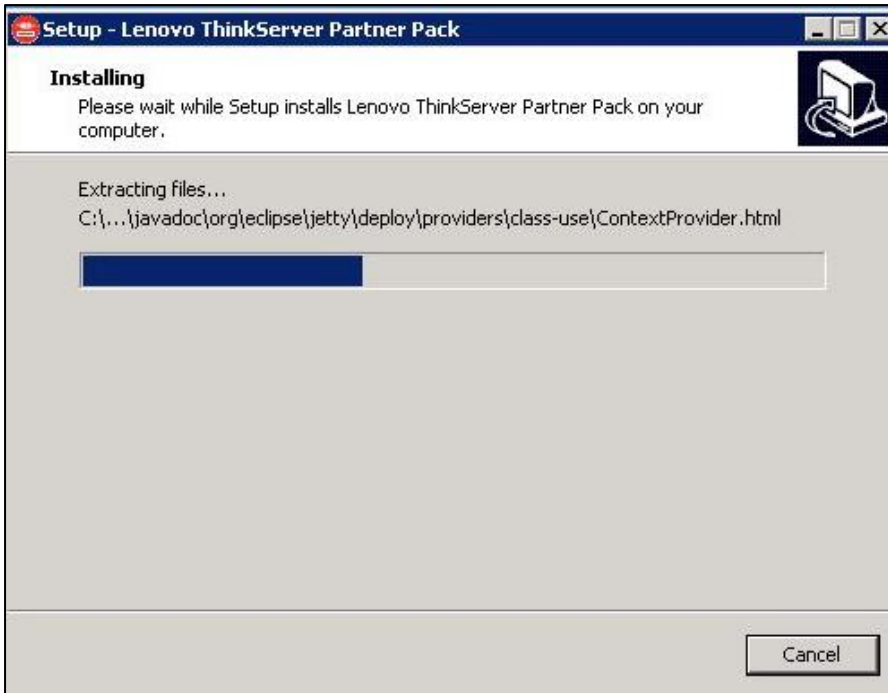 Setup - Lenovo ThinkServer Partner Pack
Installing
Please wait while Setup installs Lenovo ThinkServer Partner Pack on your
computer.
Extracting files...
C:\...\javadoc\org\eclipse\jetty\deploy\providers\class-use\ContextProvider.html
Cancel